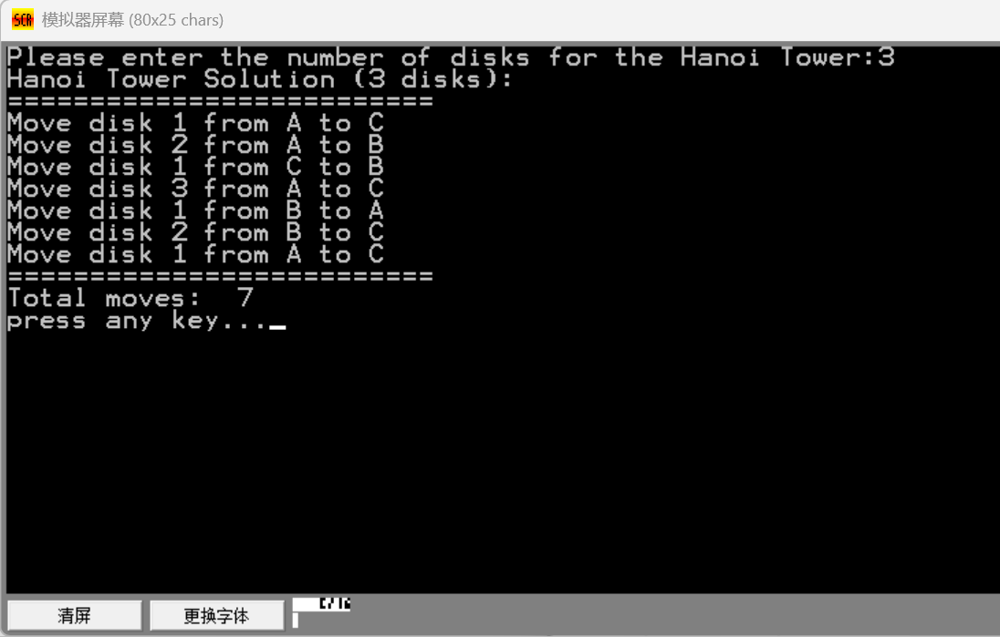 SCR 模拟器屏幕 (80x25 chars)
Please enter the number of disks for the Hanoi Tower:3
Hanoi Tower Solution (3 disks):
==========================
Move disk 1 from A to C
Move disk 2 from A to B
Move disk 1 from C to B
Move disk 3 from A to C
Move disk 1 from B to A
Move disk 2 from B to C
Move disk 1 from A to C
==========================
Total moves:  7
press any key..._
清屏 更换字体